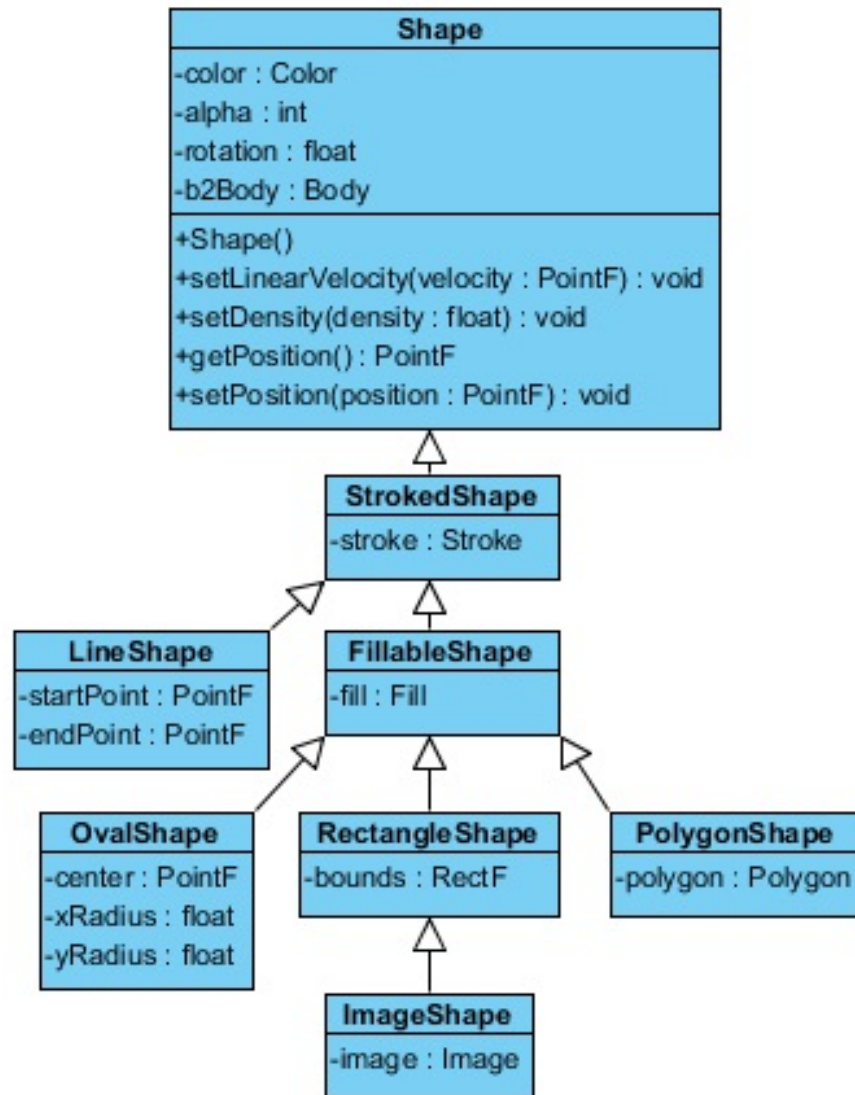 Shape
-color : Color
-alpha : int
-rotation : float
-b2Body : Body
+Shape()
+setLinearVelocity(velocity : PointF) : void
+setDensity(density : float) : void
+getPosition() : PointF
+setPosition(position : PointF) : void
StrokedShape
-stroke : Stroke
LineShape
-startPoint : PointF
-endPoint : PointF
FillableShape
-fill : Fill
OvalShape
-center : PointF
-xRadius : float
-yRadius : float
RectangleShape
-bounds : RectF
PolygonShape
-polygon : Polygon
ImageShape
-image : Image